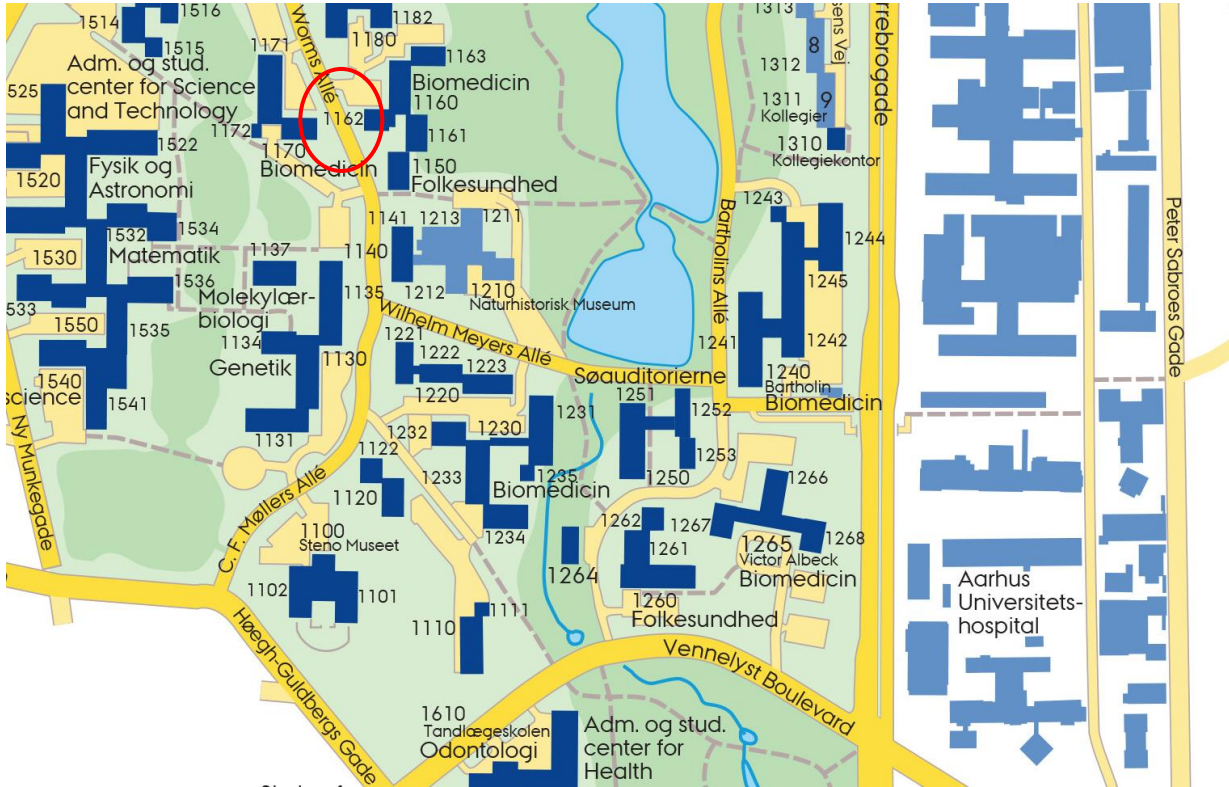 1514
1516
1515
1182
1180
Worms Allé
1171
1163
Adm. og stud.
center for Science
and Technology
Biomedicin
1160
1162
1161
1172
1170
Biomedicin
1150
Folkesundhed
525
1522
Fysik og
Astronomi
1520
1532
1534
Matematik
1530
1536
533
1550
1535
1540
science
1541
Ny Munkegade
1137
Molekylær-
biologi
1135
1134
Genetik
1130
1131
1141
1213
1211
1140
1212
1210
Naturhistorisk Museum
Wilhelm Meyers Allé
1221
1222
1223
1220
1232
1230
1231
1233
1235
Biomedicin
1234
1122
1120
C. F. Møllers Allé
1100
Steno Museet
1102
1101
1111
1110
Høegh-Guldbergs Gade
1610
Tandlægeskolen
Odontologi
Adm. og stud.
center for
Health
Vennelyst Boulevard
Søauditorierne
1251
1252
1253
1250
1262
1261
1264
1260
Folkesundhed
1266
1267
1265
1268
Victor Albeck
Biomedicin
1313
8
1312
1311
9
Kollegier
1310
Kollegiekontor
sens Vej.
rrebrogade
Bartholins Allé
1243
1244
1245
1241
1242
1240
Bartholin
Biomedicin
Peter Sabroes Gade
Aarhus
Universitets-
hospital